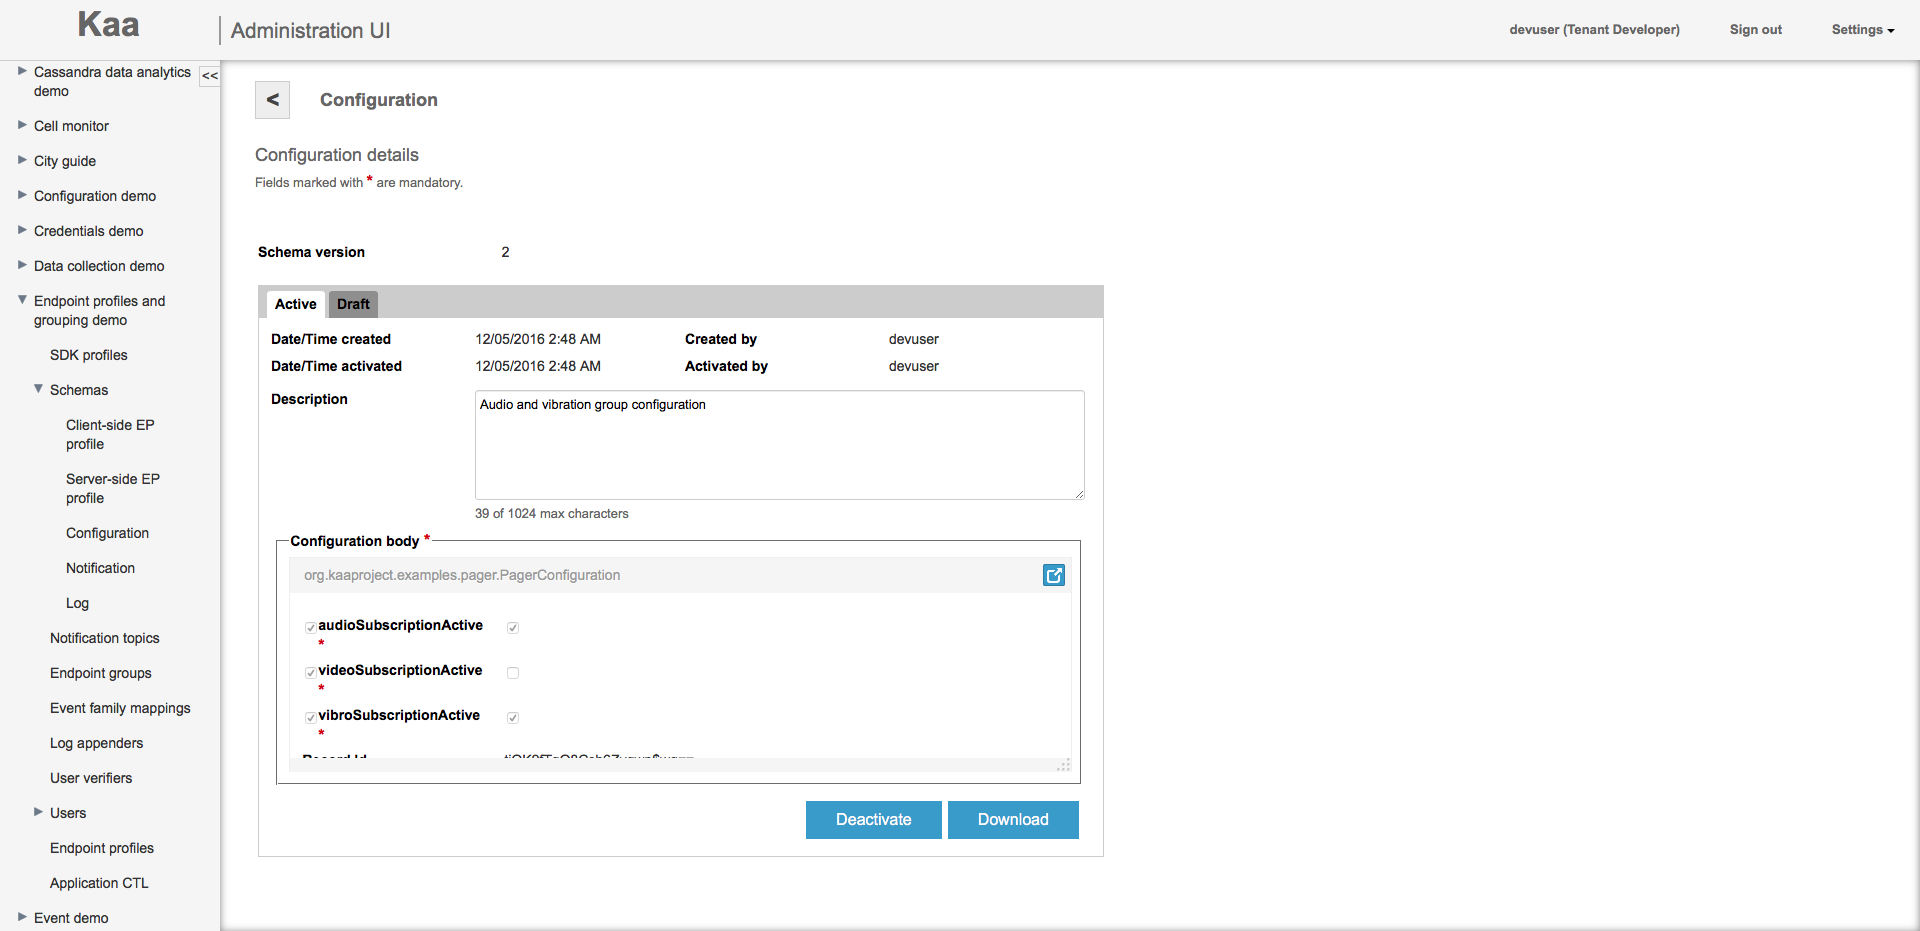 Kaa
Administration UI
devuser (Tenant Developer)
Sign out
Settings
Cassandra data analytics
demo
<<
Cell monitor
City guide
Configuration demo
Credentials demo
Data collection demo
Endpoint profiles and
grouping demo
SDK profiles
Schemas
Client-side EP
profile
Server-side EP
profile
Configuration
Notification
Log
Notification topics
Endpoint groups
Event family mappings
Log appenders
User verifiers
Users
Endpoint profiles
Application CTL
Event demo
<
Configuration
Configuration details
Fields marked with * are mandatory.
Schema version 2
Active Draft
Date/Time created 12/05/2016 2:48 AM Created by devuser
Date/Time activated 12/05/2016 2:48 AM Activated by devuser
Description
Audio and vibration group configuration
39 of 1024 max characters
Configuration body *
org.kaaproject.examples.pager.PagerConfiguration
audioSubscriptionActive
*
videoSubscriptionActive
*
vibroSubscriptionActive
*
Record Id
Deactivate
Download